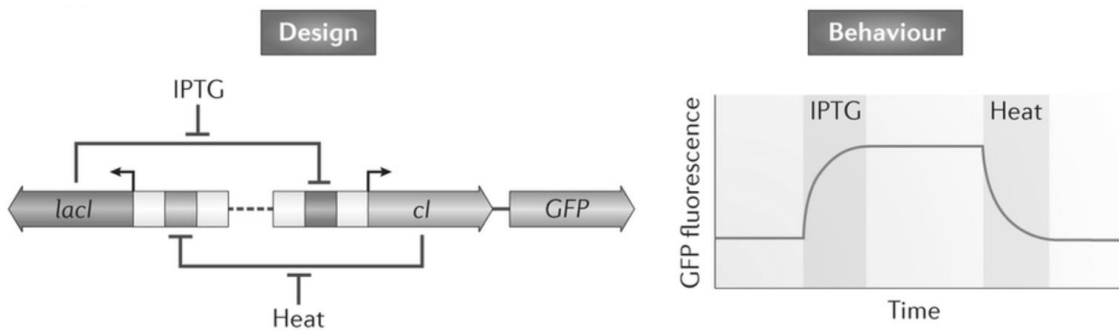 Design
IPTG
lacI
cI
GFP
Heat
Behaviour
GFP fluorescence
IPTG
Heat
Time